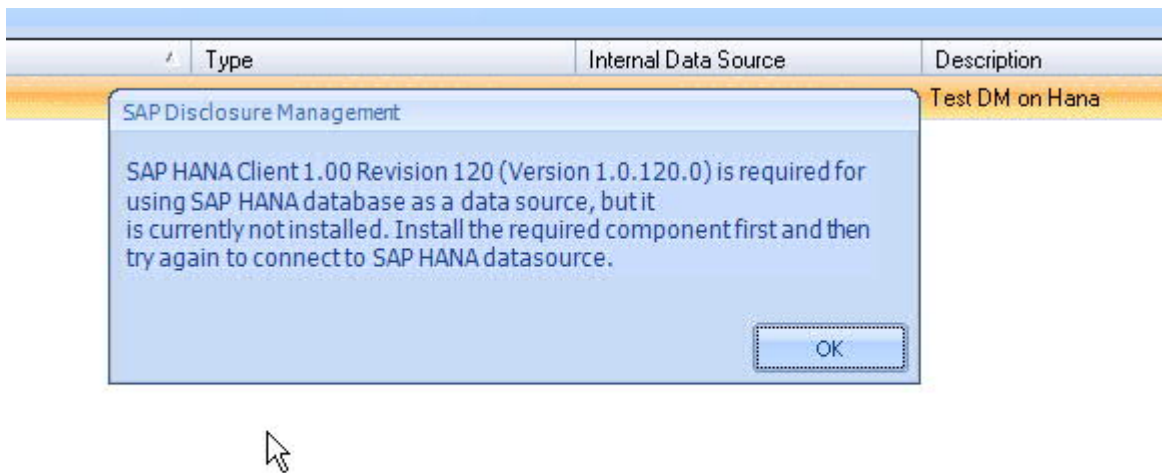 Type Internal Data Source Description
Test DM on Hana
SAP Disclosure Management
SAP HANA Client 1.00 Revision 120 (Version 1.0.120.0) is required for
using SAP HANA database as a data source, but it
is currently not installed. Install the required component first and then
try again to connect to SAP HANA datasource.
OK